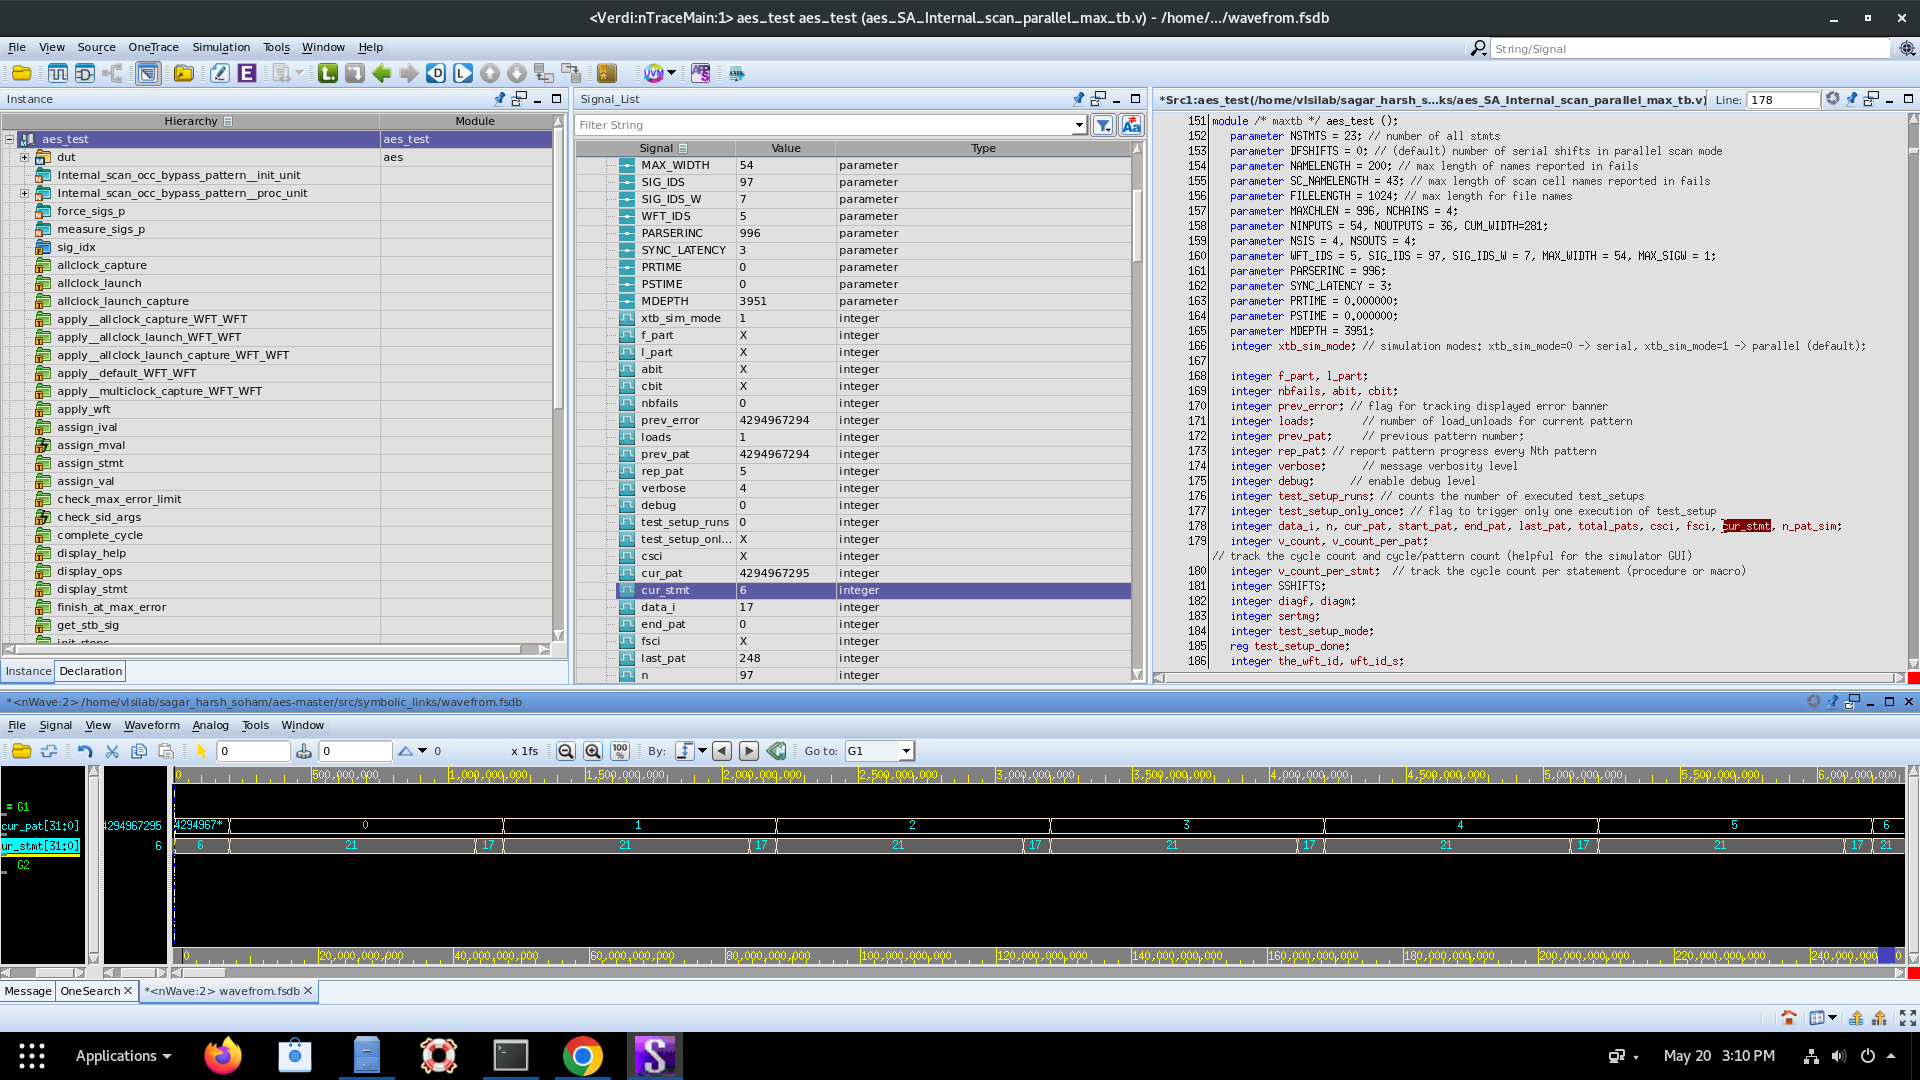 <Verdi:nTraceMain:1> aes_test aes_test (aes_SA_Internal_scan_parallel_max_tb.v) - /home/.../wavefrom.fsdb
File View Source OneTrace Simulation Tools Window Help
String/Signal
Instance
Hierarchy Module
aes_test aes_test
dut aes
Internal_scan_occ_bypass_pattern__init_unit
Internal_scan_occ_bypass_pattern__proc_unit
force_sigs_p
measure_sigs_p
sig_idx
allclock_capture
allclock_launch
allclock_launch_capture
apply__allclock_capture_WFT_WFT
apply__allclock_launch_WFT_WFT
apply__allclock_launch_capture_WFT_WFT
apply__default_WFT_WFT
apply__multiclock_capture_WFT_WFT
apply_wft
assign_ival
assign_mval
assign_stmt
assign_val
check_max_error_limit
check_sid_args
complete_cycle
display_help
display_ops
display_stmt
finish_at_max_error
get_stb_sig
Instance Declaration
Signal_List
Filter String
Signal Value Type
MAX_WIDTH 54 parameter
SIG_IDS 97 parameter
SIG_IDS_W 7 parameter
WFT_IDS 5 parameter
PARSERINC 996 parameter
SYNC_LATENCY 3 parameter
PRTIME 0 parameter
PSTIME 0 parameter
MDEPTH 3951 parameter
xtb_sim_mode 1 integer
f_part X integer
l_part X integer
abit X integer
cbit X integer
nbfails 0 integer
prev_error 4294967294 integer
loads 1 integer
prev_pat 4294967294 integer
rep_pat 5 integer
verbose 4 integer
debug 0 integer
test_setup_runs 0 integer
test_setup_onl... X integer
csci X integer
cur_pat 4294967295 integer
cur_stmt 6 integer
data_i 17 integer
end_pat 0 integer
fsci X integer
last_pat 248 integer
n 97 integer
*Src1:aes_test(/home/vlsilab/sagar_harsh_s...ks/aes_SA_Internal_scan_parallel_max_tb.v) Line: 178
151 module /* maxtb */ aes_test ();
152 parameter NSTMTS = 23; // number of all stmts
153 parameter DFSHIFTS = 0; // (default) number of serial shifts in parallel scan mode
154 parameter NAMELENGTH = 200; // max length of names reported in fails
155 parameter SC_NAMELENGTH = 43; // max length of scan cell names reported in fails
156 parameter FILELENGTH = 1024; // max length for file names
157 parameter MAXCHLEN = 996, NCHAINS = 4;
158 parameter NINPUTS = 54, NOUTPUTS = 36, CUM_WIDTH=281;
159 parameter NSIS = 4, NSOUTS = 4;
160 parameter WFT_IDS = 5, SIG_IDS = 97, SIG_IDS_W = 7, MAX_WIDTH = 54, MAX_SIGW = 1;
161 parameter PARSERINC = 996;
162 parameter SYNC_LATENCY = 3;
163 parameter PRTIME = 0.000000;
164 parameter PSTIME = 0.000000;
165 parameter MDEPTH = 3951;
166 integer xtb_sim_mode; // simulation modes: xtb_sim_mode=0 -> serial, xtb_sim_mode=1 -> parallel (default);
167
168 integer f_part, l_part;
169 integer nbfails, abit, cbit;
170 integer prev_error; // flag for tracking displayed error banner
171 integer loads; // number of load_unloads for current pattern
172 integer prev_pat; // previous pattern number;
173 integer rep_pat; // report pattern progress every Nth pattern
174 integer verbose; // message verbosity level
175 integer debug; // enable debug level
176 integer test_setup_runs; // counts the number of executed test_setups
177 integer test_setup_only_once; // flag to trigger only one execution of test_setup
178 integer data_i, n, cur_pat, start_pat, end_pat, last_pat, total_pats, csci, fsci, cur_stmt, n_pat_sim;
179 integer v_count, v_count_per_pat;
// track the cycle count and cycle/pattern count (helpful for the simulator GUI)
180 integer v_count_per_stmt; // track the cycle count per statement (procedure or macro)
181 integer SSHIFTS;
182 integer diagf, diagm;
183 integer sertmg;
184 integer test_setup_mode;
185 reg test_setup_done;
186 integer the_wft_id, wft_id_s;
*<nWave:2> /home/vlsilab/sagar_harsh_soham/aes-master/src/symbolic_links/wavefrom.fsdb
File Signal View Waveform Analog Tools Window
0 0 0 x 1fs 100% By: Go to: G1
0 500,000,000 1,000,000,000 1,500,000,000 2,000,000,000 2,500,000,000 3,000,000,000 3,500,000,000 4,000,000,000 4,500,000,000 5,000,000,000 5,500,000,000 6,000,000,000
= G1
cur_pat[31:0] 4294967295 4294967* 0 1 2 3 4 5 6
ur_stmt[31:0] 6 6 21 17 21 17 21 17 21 17 21 17 21 17 21
G2
0 20,000,000,000 40,000,000,000 60,000,000,000 80,000,000,000 100,000,000,000 120,000,000,000 140,000,000,000 160,000,000,000 180,000,000,000 200,000,000,000 220,000,000,000 240,000,000
Message OneSearch *<nWave:2> wavefrom.fsdb
Applications May 20 3:10 PM